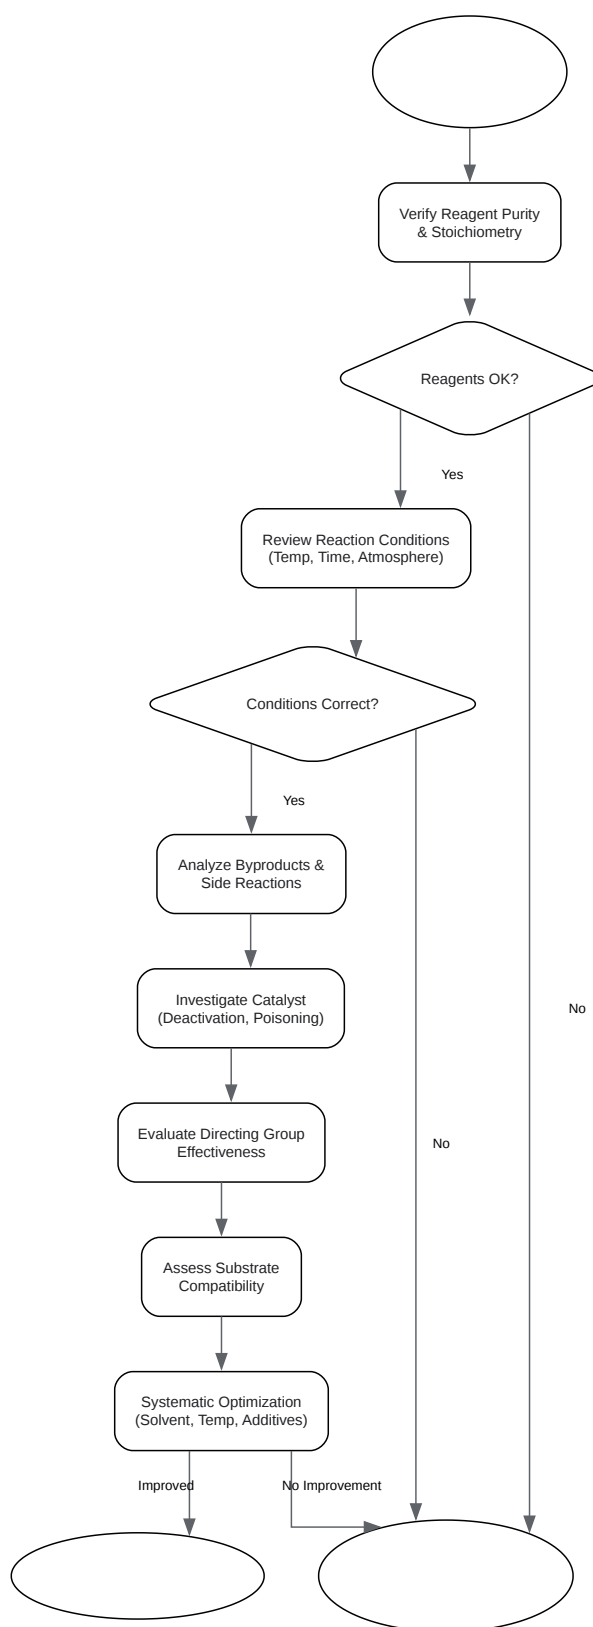 Verify Reagent Purity
& Stoichiometry
Reagents OK?
Yes
Review Reaction Conditions
(Temp, Time, Atmosphere)
Conditions Correct?
Yes
Analyze Byproducts &
Side Reactions
Investigate Catalyst
(Deactivation, Poisoning)
No
Evaluate Directing Group
Effectiveness
No
Assess Substrate
Compatibility
Systematic Optimization
(Solvent, Temp, Additives)
Improved
No Improvement